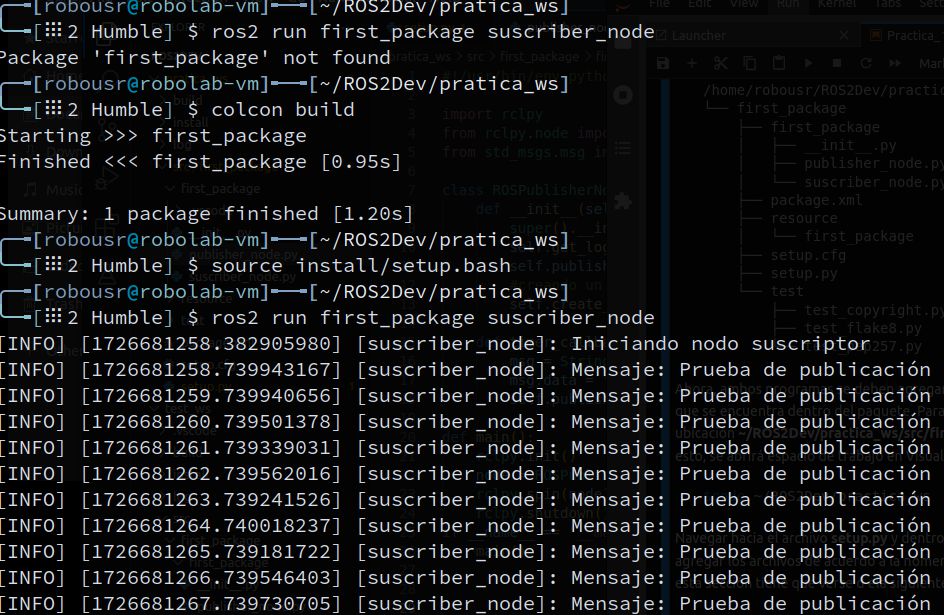 [robousr@robolab-vm]——[~/ROS2Dev/pratica_ws]
[⠿2 Humble] $ ros2 run first_package suscriber_node
Package 'first_package' not found
[robousr@robolab-vm]——[~/ROS2Dev/pratica_ws]
[⠿2 Humble] $ colcon build
Starting >>> first_package
Finished <<< first_package [0.95s]
Summary: 1 package finished [1.20s]
[robousr@robolab-vm]——[~/ROS2Dev/pratica_ws]
[⠿2 Humble] $ source install/setup.bash
[robousr@robolab-vm]——[~/ROS2Dev/pratica_ws]
[⠿2 Humble] $ ros2 run first_package suscriber_node
[INFO] [1726681258.382905980] [suscriber_node]: Iniciando nodo suscriptor
[INFO] [1726681258.739943167] [suscriber_node]: Mensaje: Prueba de publicación
[INFO] [1726681259.739940656] [suscriber_node]: Mensaje: Prueba de publicación
[INFO] [1726681260.739501378] [suscriber_node]: Mensaje: Prueba de publicación
[INFO] [1726681261.739339031] [suscriber_node]: Mensaje: Prueba de publicación
[INFO] [1726681262.739562016] [suscriber_node]: Mensaje: Prueba de publicación
[INFO] [1726681263.739241526] [suscriber_node]: Mensaje: Prueba de publicación
[INFO] [1726681264.740018237] [suscriber_node]: Mensaje: Prueba de publicación
[INFO] [1726681265.739181722] [suscriber_node]: Mensaje: Prueba de publicación
[INFO] [1726681266.739546403] [suscriber_node]: Mensaje: Prueba de publicación
[INFO] [1726681267.739730705] [suscriber_node]: Mensaje: Prueba de publicación
File Edit View Run Kernel Tabs
Launcher
/home/robousr/ROS2Dev/practic
└── first_package
├── first_package
├── __init__.py
├── publisher_node.py
└── suscriber_node.py
├── package.xml
├── resource
└── first_package
├── setup.cfg
├── setup.py
└── test
├── test_copyright.py
├── test_flake8.py
import rclpy
from rclpy.node
from std_msgs.msg